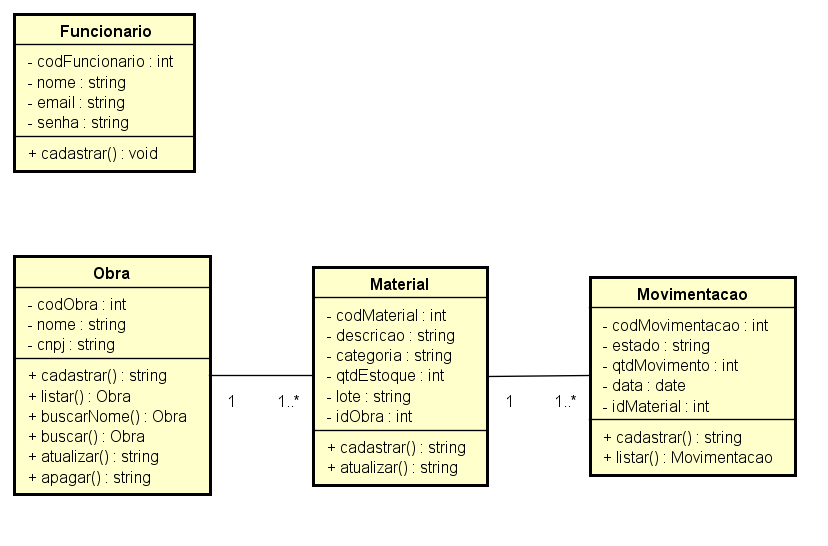 Funcionario
- codFuncionario : int
- nome : string
- email : string
- senha : string
+ cadastrar() : void
Obra
- codObra : int
- nome : string
- cnpj : string
+ cadastrar() : string
+ listar() : Obra
+ buscarNome() : Obra
+ buscar() : Obra
+ atualizar() : string
+ apagar() : string
1
1..*
Material
- codMaterial : int
- descricao : string
- categoria : string
- qtdEstoque : int
- lote : string
- idObra : int
+ cadastrar() : string
+ atualizar() : string
1
1..*
Movimentacao
- codMovimentacao : int
- estado : string
- qtdMovimento : int
- data : date
- idMaterial : int
+ cadastrar() : string
+ listar() : Movimentacao